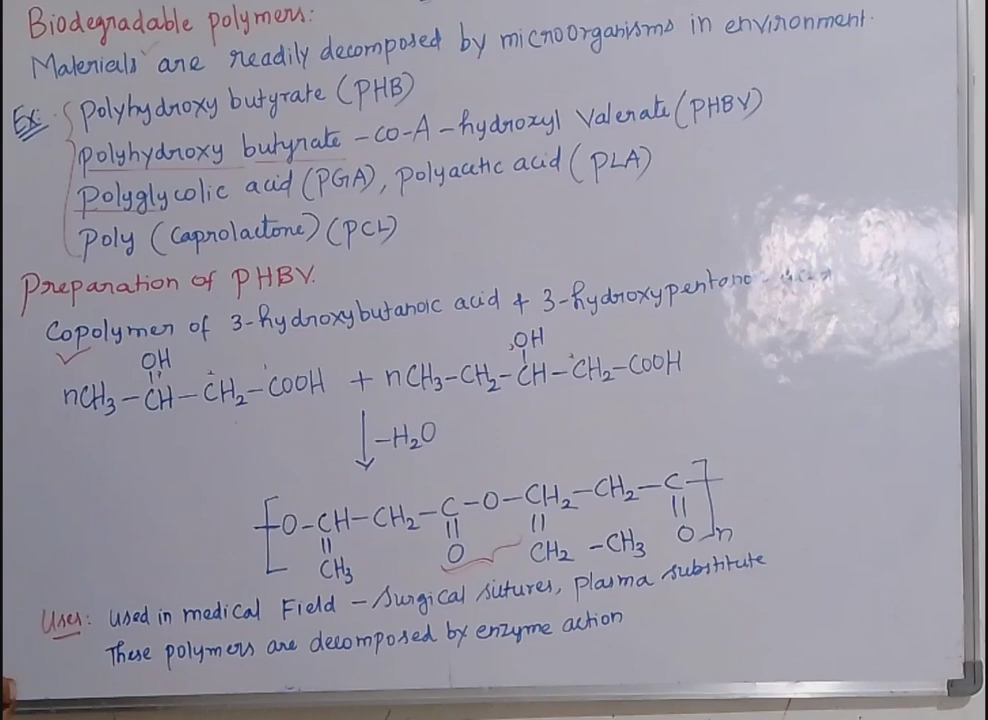 Biodegradable polymers:
Materials are readily decomposed by microorganisms in environment.
Ex: Polyhydroxy butyrate (PHB)
polyhydroxy butyrate - co-A - hydroxyl Valerate (PHBV)
Polyglycolic acid (PGA), Polyacetic acid (PLA)
Poly (Caprolactone) (PCL)
Preparation of PHBV.
Copolymer of 3-hydroxybutanoic acid & 3-hydroxypentano
OH OH
nCH₃ - CH - CH₂ - COOH + nCH₃-CH₂-CH-CH₂-COOH
↓ -H₂O
[O-CH-CH₂-C-O-CH₂-CH₂-C]n
|| || || ||
CH₃ O CH₂ -CH₃ O
Uses: Used in medical Field - Surgical sutures, Plasma substitute
These polymers are decomposed by enzyme action